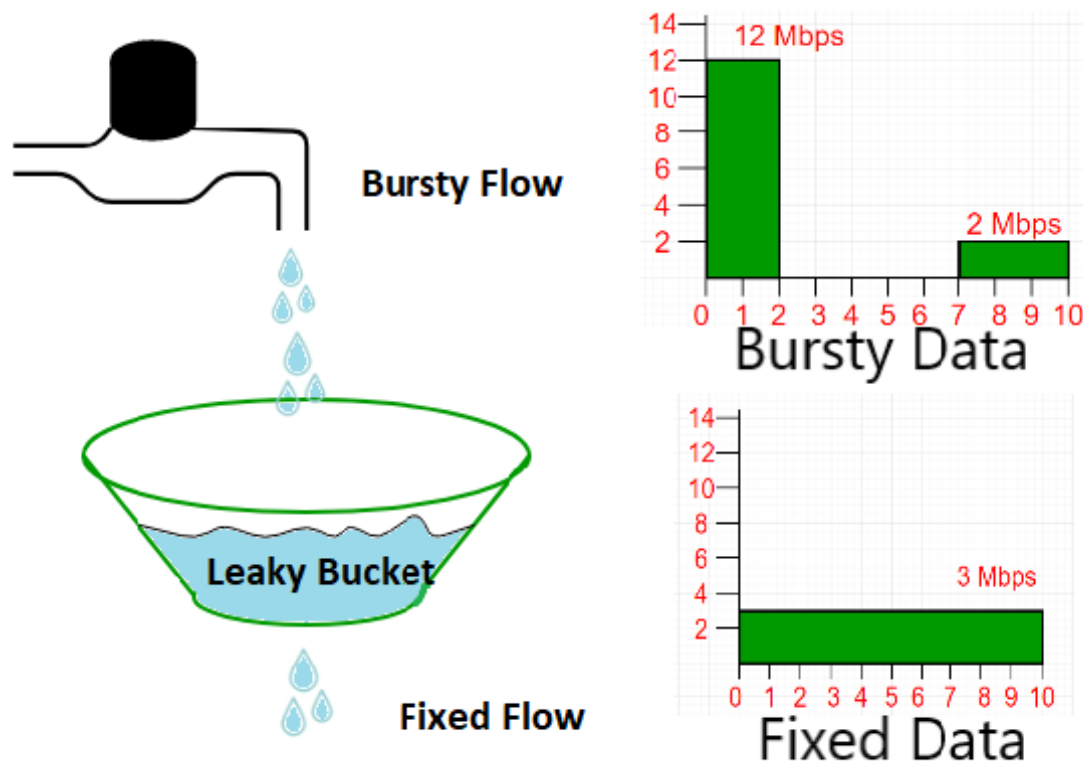 Bursty Flow
Leaky Bucket
Fixed Flow
14
12 Mbps
12
10
8
6
4
2 Mbps
2
0 1 2 3 4 5 6 7 8 9 10
Bursty Data
14
12
10
8
6
3 Mbps
4
2
0 1 2 3 4 5 6 7 8 9 10
Fixed Data